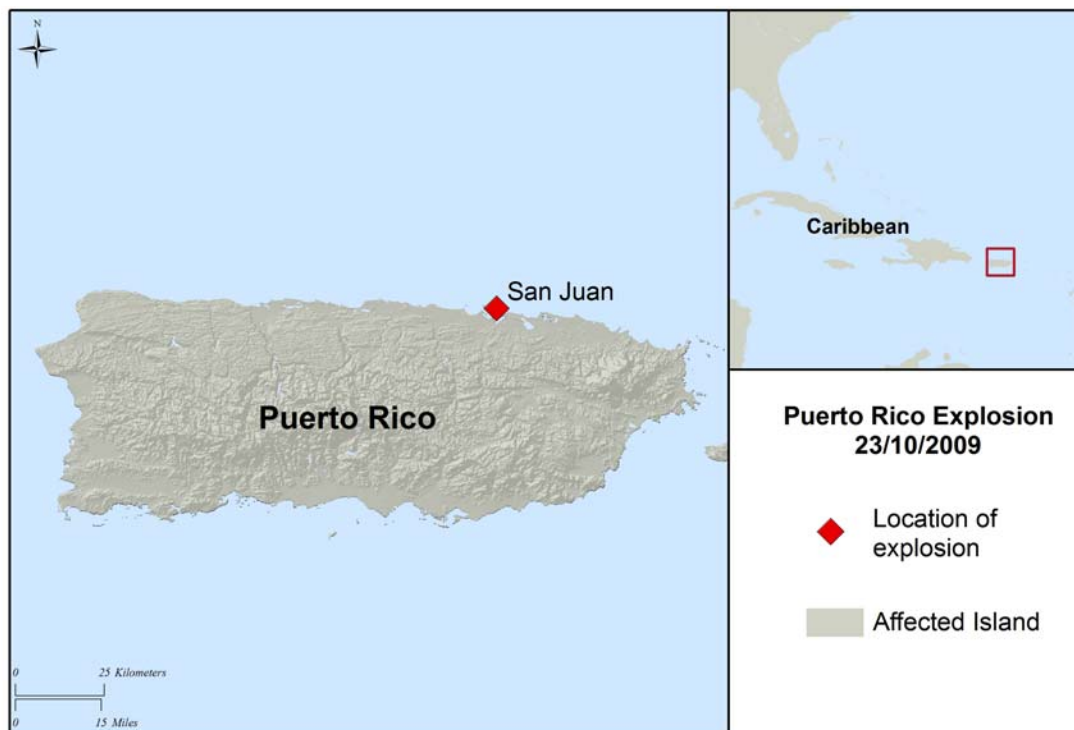 N
San Juan
Puerto Rico
0 25 Kilometers
0 15 Miles
Caribbean
Puerto Rico Explosion
23/10/2009
Location of
explosion
Affected Island